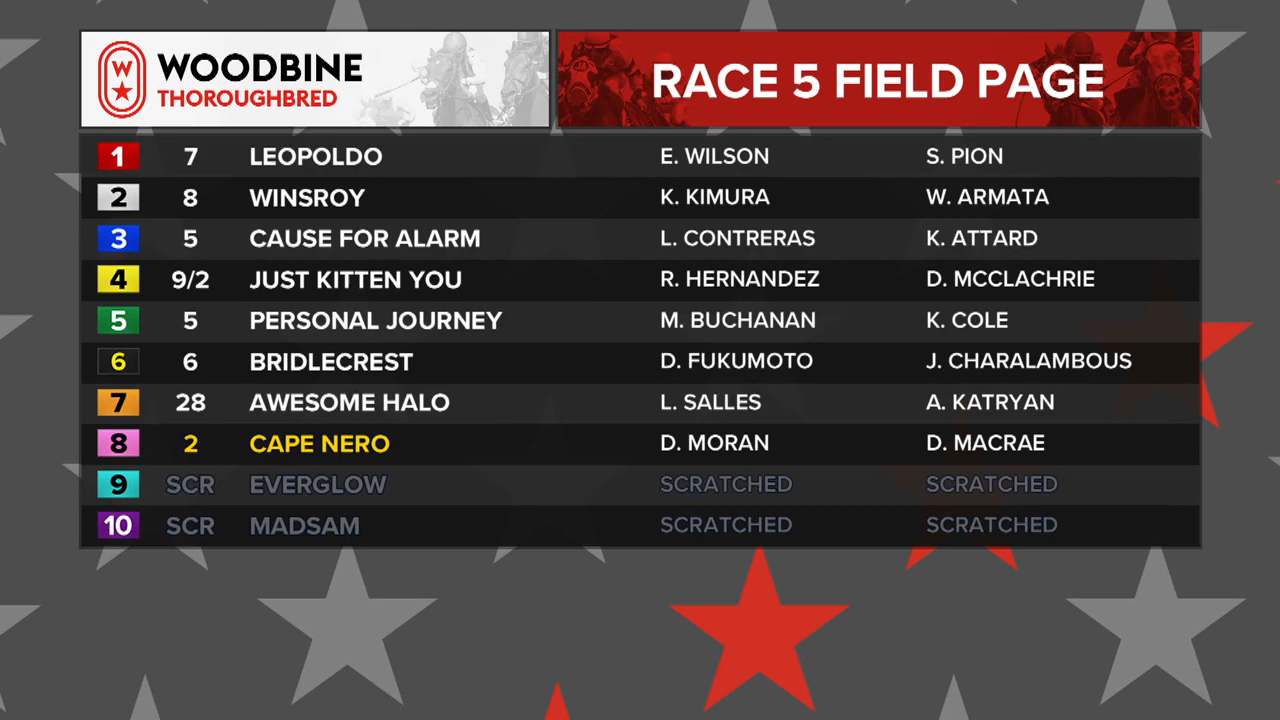 W
WOODBINE
THOROUGHBRED
RACE 5 FIELD PAGE
1 7 LEOPOLDO E. WILSON S. PION
2 8 WINSROY K. KIMURA W. ARMATA
3 5 CAUSE FOR ALARM L. CONTRERAS K. ATTARD
4 9/2 JUST KITTEN YOU R. HERNANDEZ D. MCCLACHRIE
5 5 PERSONAL JOURNEY M. BUCHANAN K. COLE
6 6 BRIDLECREST D. FUKUMOTO J. CHARALAMBOUS
7 28 AWESOME HALO L. SALLES A. KATRYAN
8 2 CAPE NERO D. MORAN D. MACRAE
9 SCR EVERGLOW SCRATCHED SCRATCHED
10 SCR MADSAM SCRATCHED SCRATCHED